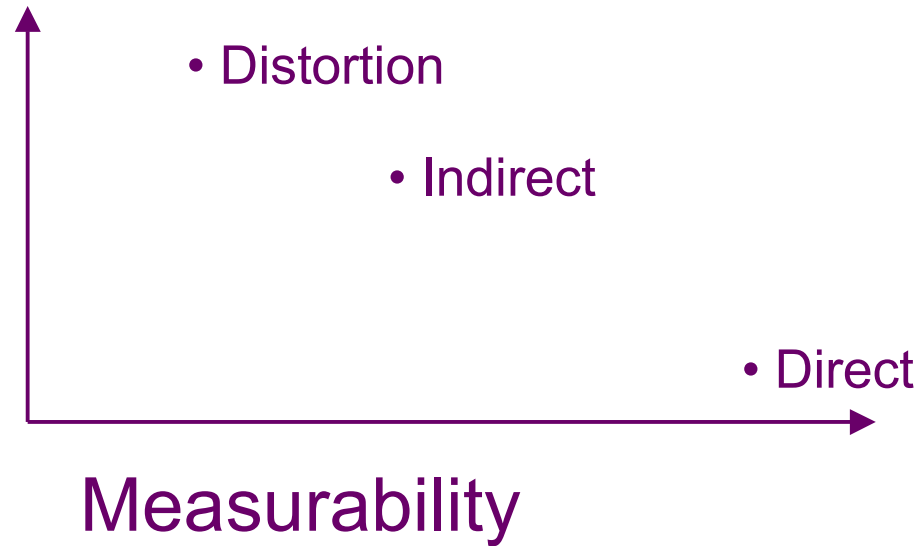 • Distortion
• Indirect
• Direct
Measurability